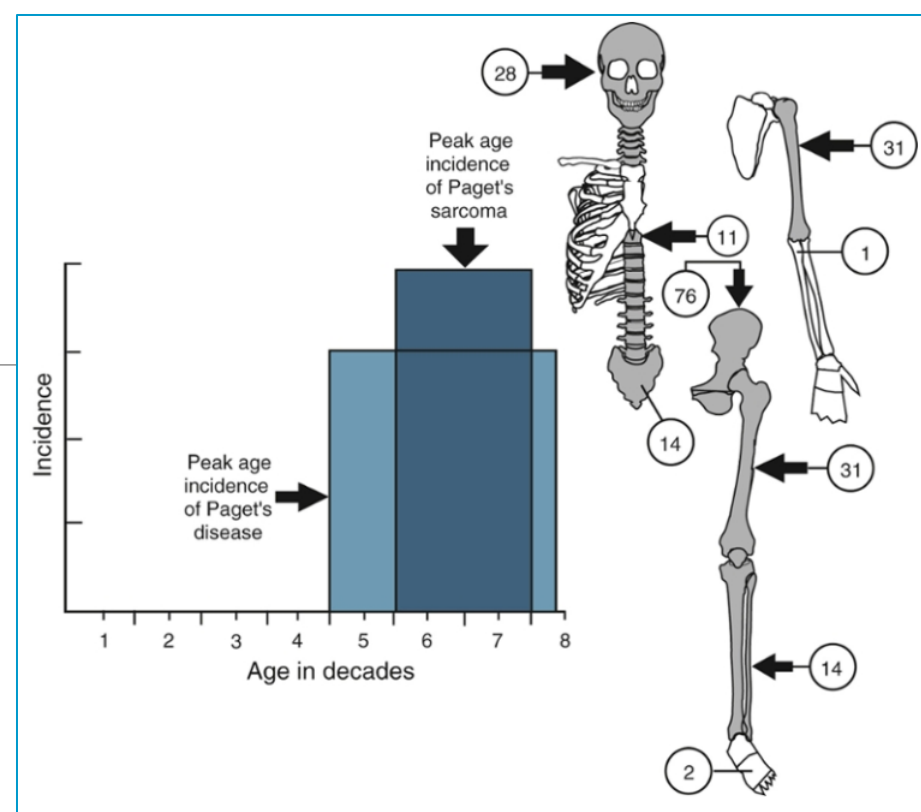 28
Peak age
incidence
of Paget's
sarcoma
31
11
1
76
14
Peak age
incidence
of Paget's
disease
31
14
2
Incidence
1 2 3 4 5 6 7 8
Age in decades